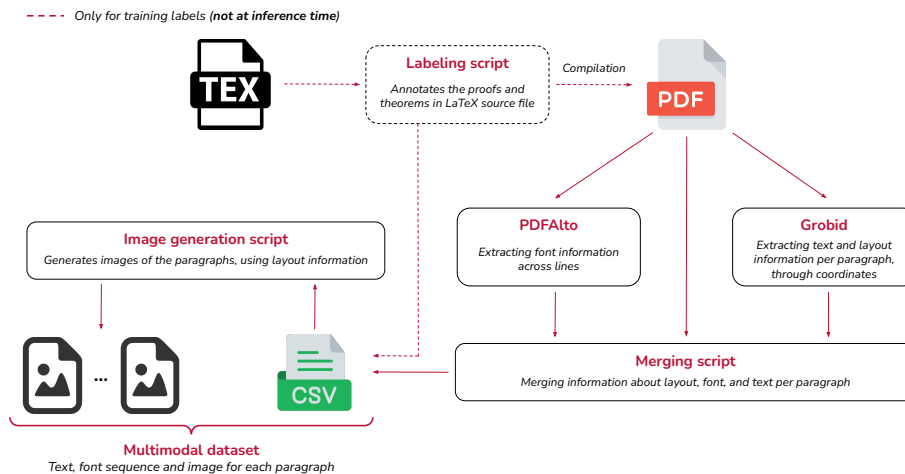 Only for training labels (not at inference time)
TEX
Labeling script
Annotates the proofs and
theorems in LaTeX source file
Compilation
PDF
PDFAlto
Extracting font information
across lines
Grobid
Extracting text and layout
information per paragraph,
through coordinates
Image generation script
Generates images of the paragraphs, using layout information
...
CSV
Merging script
Merging information about layout, font, and text per paragraph
Multimodal dataset
Text, font sequence and image for each paragraph